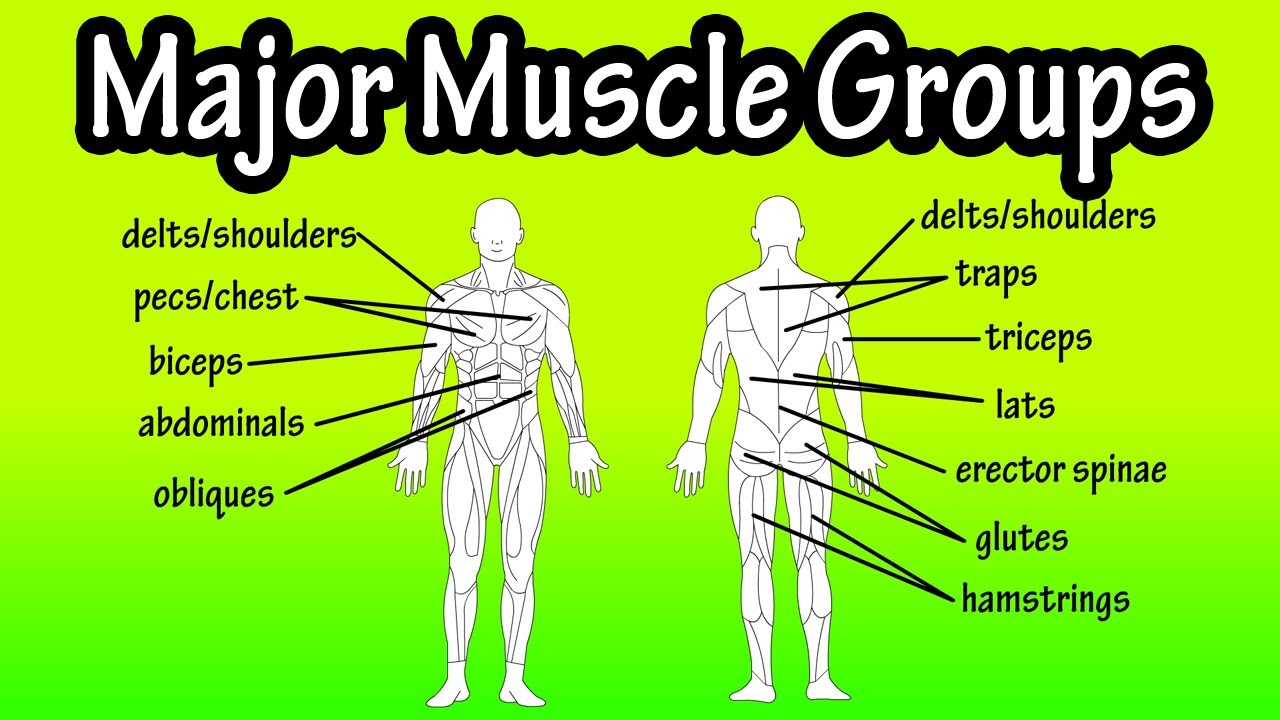 Major Muscle Groups
delts/shoulders
pecs/chest
biceps
abdominals
obliques
delts/shoulders
traps
triceps
lats
erector spinae
glutes
hamstrings